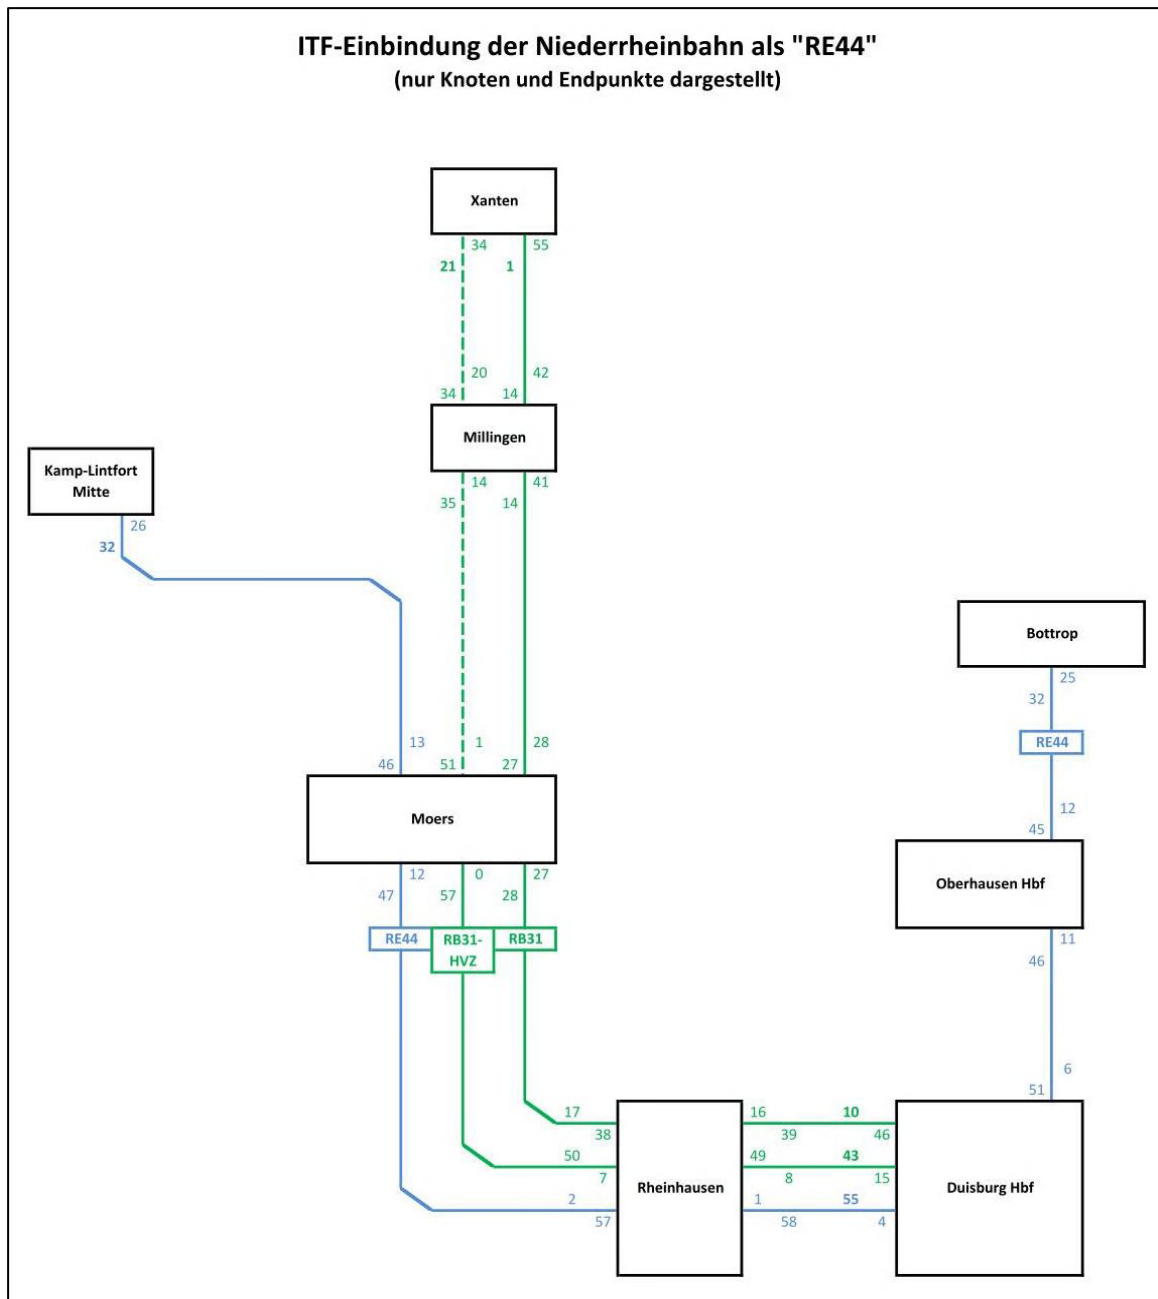 ITF-Einbindung der Niederrheinbahn als "RE44"
(nur Knoten und Endpunkte dargestellt)
Xanten
34 55
21 1
20 42
34 14
Millingen
14 41
35 14
Kamp-Lintfort
Mitte
26
32
Bottrop
25
32
RE44
13 1 28
46 51 27
Moers
12 0 27
47 57 28
RE44 RB31-
HVZ RB31
12
45
Oberhausen Hbf
11
46
6
51
17 16 10
38 39 46
50 49 43
7 8 15
Rheinhausen
Duisburg Hbf
2 1 55
57 58 4